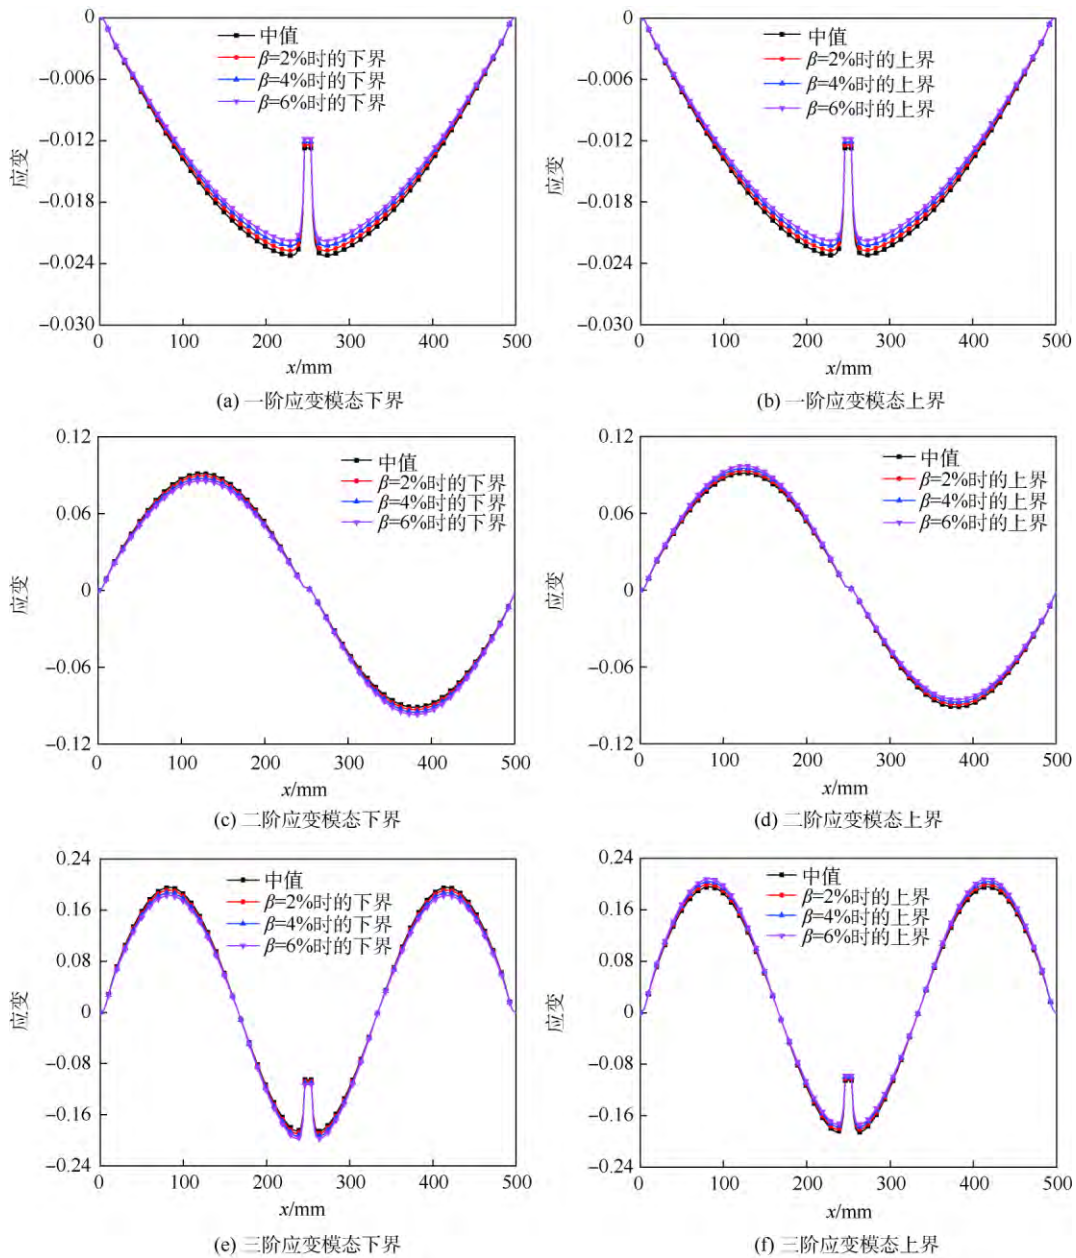 0
-0.006
-0.012
-0.018
-0.024
-0.030
应变
中值
β=2%时的下界
β=4%时的下界
β=6%时的下界
0 100 200 300 400 500
x/mm
(a) 一阶应变模态下界
0
-0.006
-0.012
-0.018
-0.024
-0.030
应变
中值
β=2%时的上界
β=4%时的上界
β=6%时的上界
0 100 200 300 400 500
x/mm
(b) 一阶应变模态上界
0.12
0.06
0
-0.06
-0.12
应变
中值
β=2%时的下界
β=4%时的下界
β=6%时的下界
0 100 200 300 400 500
x/mm
(c) 二阶应变模态下界
0.12
0.06
0
-0.06
-0.12
应变
中值
β=2%时的上界
β=4%时的上界
β=6%时的上界
0 100 200 300 400 500
x/mm
(d) 二阶应变模态上界
0.24
0.16
0.08
0
-0.08
-0.16
-0.24
应变
中值
β=2%时的下界
β=4%时的下界
β=6%时的下界
0 100 200 300 400 500
x/mm
(e) 三阶应变模态下界
0.24
0.16
0.08
0
-0.08
-0.16
-0.24
应变
中值
β=2%时的上界
β=4%时的上界
β=6%时的上界
0 100 200 300 400 500
x/mm
(f) 三阶应变模态上界